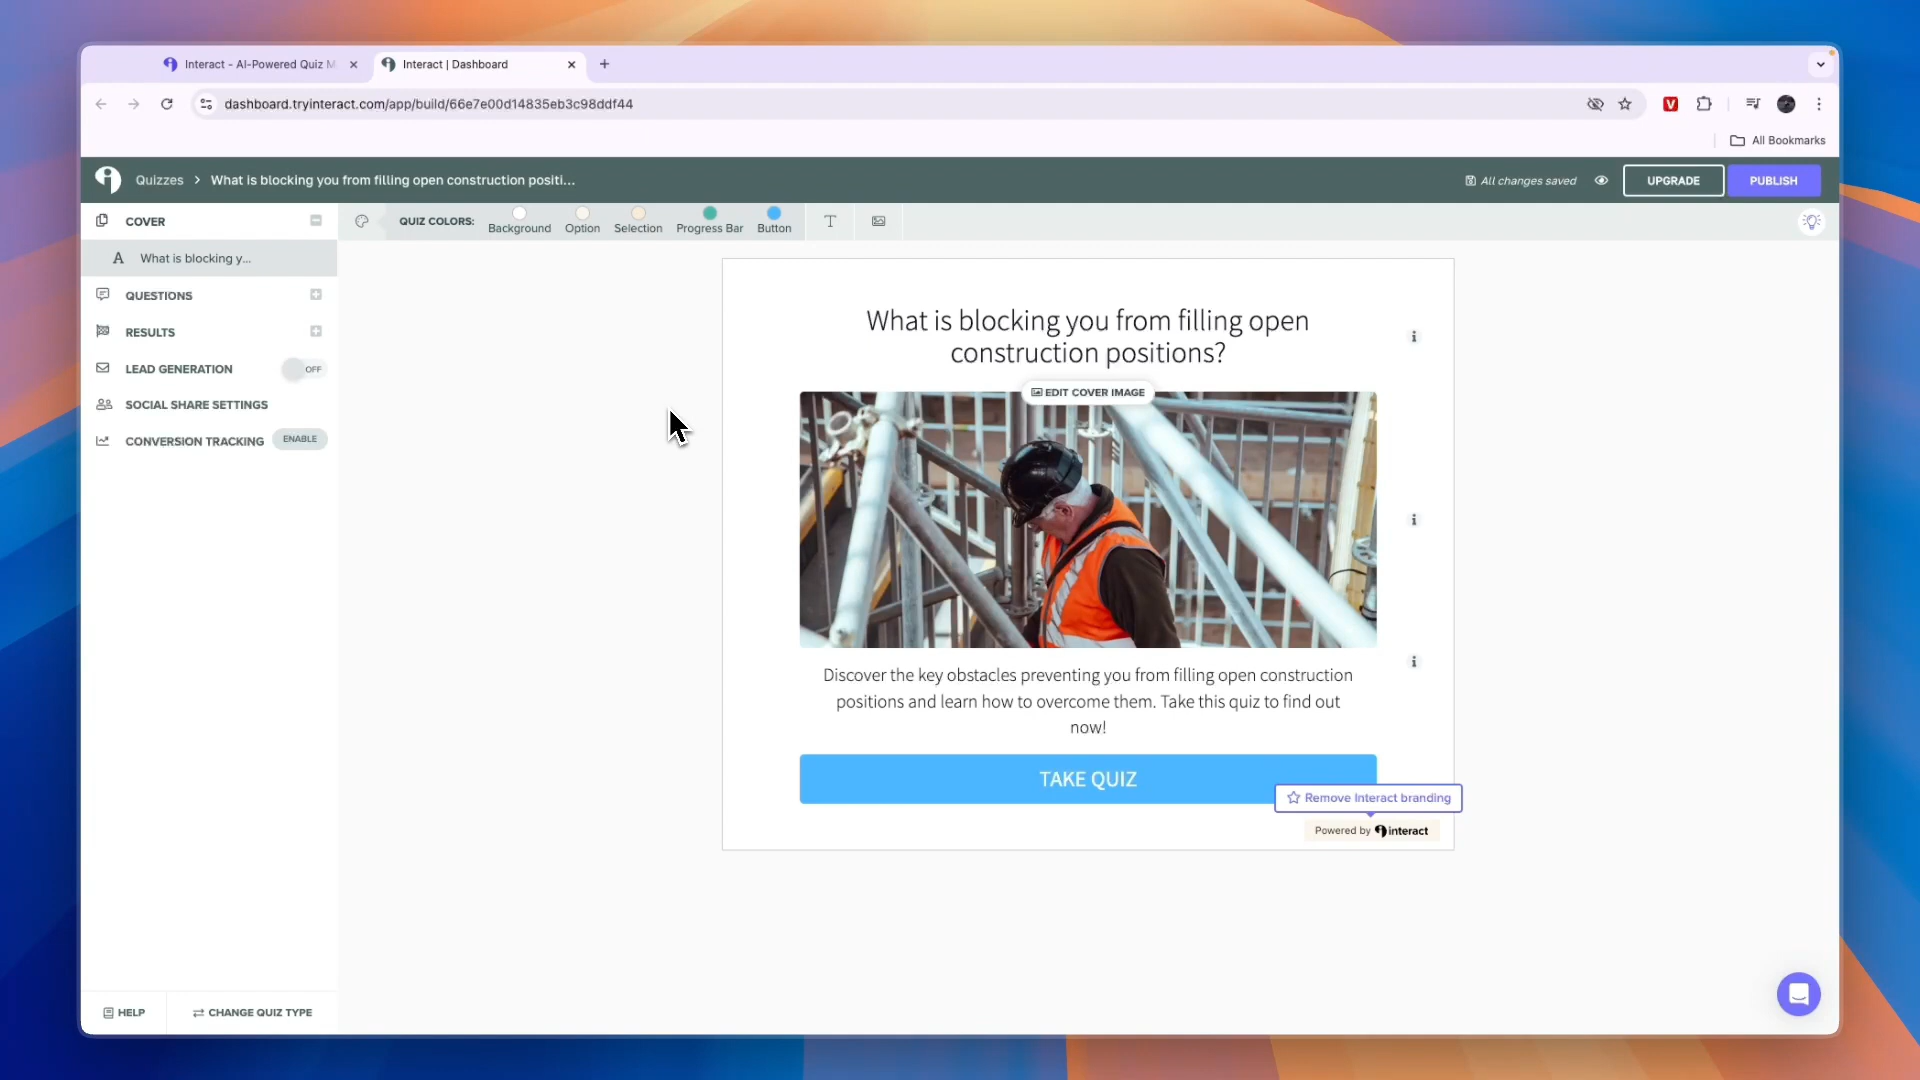 Interact - AI-Powered Quiz M
Interact | Dashboard
dashboard.tryinteract.com/app/build/66e7e00d14835eb3c98ddf44
V
All Bookmarks
Quizzes > What is blocking you from filling open construction positi...
All changes saved
UPGRADE
PUBLISH
COVER
A What is blocking y...
QUESTIONS
RESULTS
LEAD GENERATION OFF
SOCIAL SHARE SETTINGS
CONVERSION TRACKING ENABLE
QUIZ COLORS: Background Option Selection Progress Bar Button T
What is blocking you from filling open
construction positions?
EDIT COVER IMAGE
Discover the key obstacles preventing you from filling open construction
positions and learn how to overcome them. Take this quiz to find out
now!
TAKE QUIZ
Remove Interact branding
Powered by interact
HELP
CHANGE QUIZ TYPE